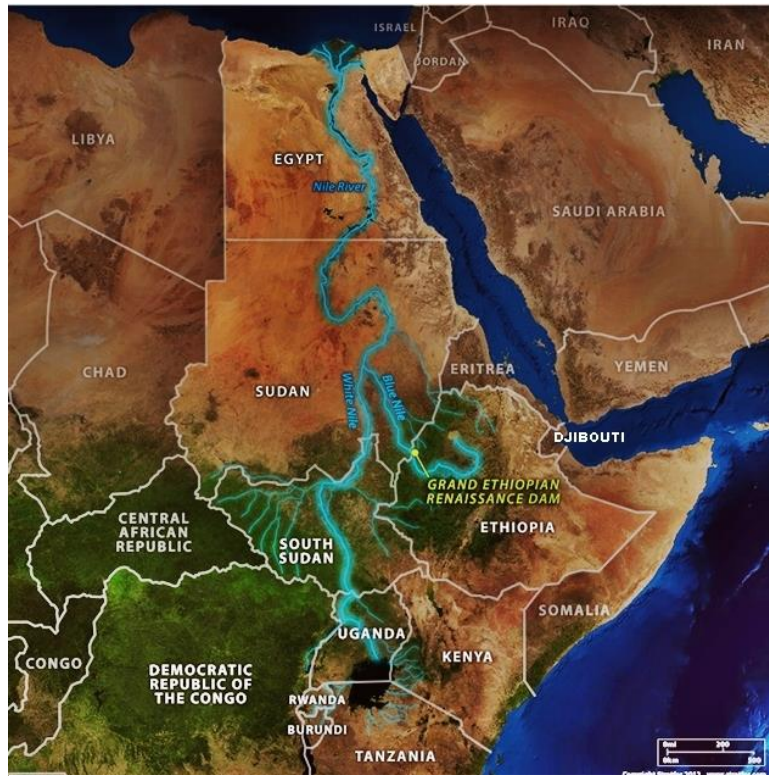 ISRAEL
IRAQ
IRAN
JORDAN
LIBYA
EGYPT
Nile River
SAUDI ARABIA
CHAD
SUDAN
White Nile
Blue Nile
ERITREA
YEMEN
DJIBOUTI
GRAND ETHIOPIAN
RENAISSANCE DAM
CENTRAL
AFRICAN
REPUBLIC
SOUTH
SUDAN
ETHIOPIA
SOMALIA
UGANDA
KENYA
CONGO
DEMOCRATIC
REPUBLIC OF
THE CONGO
RWANDA
BURUNDI
TANZANIA
0mi 200
0km